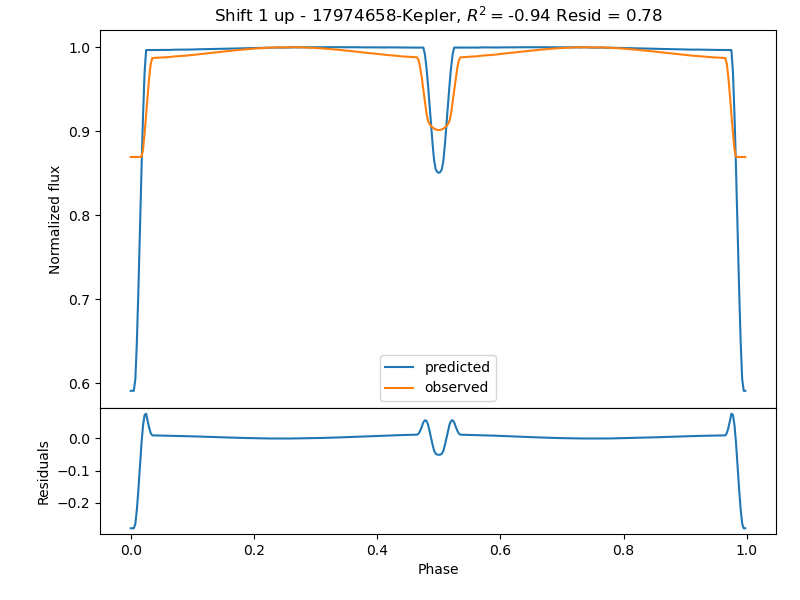 Shift 1 up - 17974658-Kepler, R² = -0.94 Resid = 0.78
1.0
0.9
0.8
0.7
0.6
Normalized flux
predicted
observed
0.0
−0.1
−0.2
Residuals
0.0 0.2 0.4 0.6 0.8 1.0
Phase